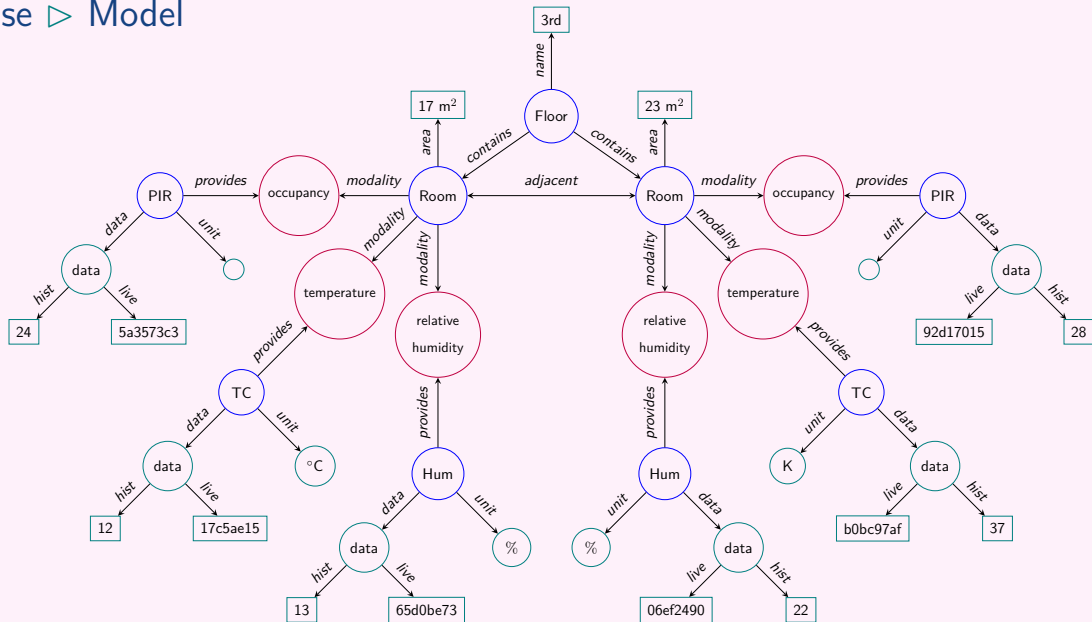 se ▷ Model
3rd
name
17 m²
23 m²
Floor
area
contains
contains
area
PIR
provides
occupancy
modality
Room
adjacent
Room
modality
occupancy
provides
PIR
data
unit
modality
modality
modality
modality
unit
data
data
temperature
relative
humidity
relative
humidity
temperature
data
hist
live
live
hist
24
5a3573c3
92d17015
28
provides
provides
TC
TC
data
unit
provides
provides
unit
data
data
°C
Hum
Hum
K
data
hist
live
data
unit
unit
data
live
hist
12
17c5ae15
b0bc97af
37
data
%
%
data
hist
live
live
hist
13
65d0be73
06ef2490
22